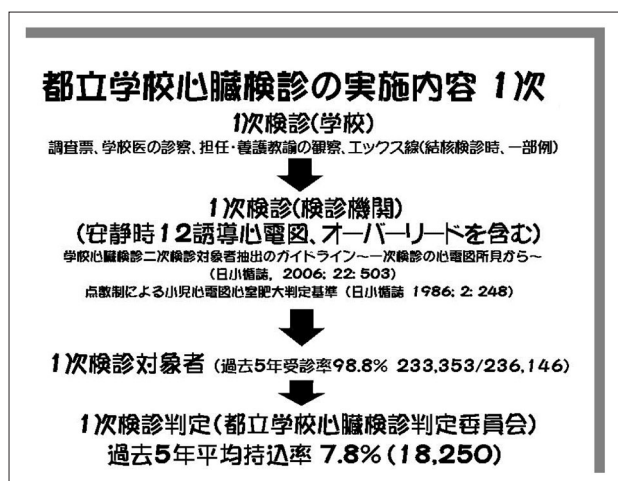 都立学校心臓検診の実施内容 1次
1次検診(学校)
調査票、学校医の診察、担任・養護教諭の観察、エックス線(結核検診時、一部例)
1次検診(検診機関)
(安静時12誘導心電図、オーバーリードを含む)
学校心臓検診二次検診対象者抽出のガイドライン～一次検診の心電図所見から～
(日小循誌, 2006; 22: 503)
点数制による小児心電図心室肥大判定基準 (日小循誌 1986; 2: 248)
1次検診対象者 (過去5年受診率98.8% 233,353/236,146)
1次検診判定(都立学校心臓検診判定委員会)
過去5年平均持込率 7.8% (18,250)